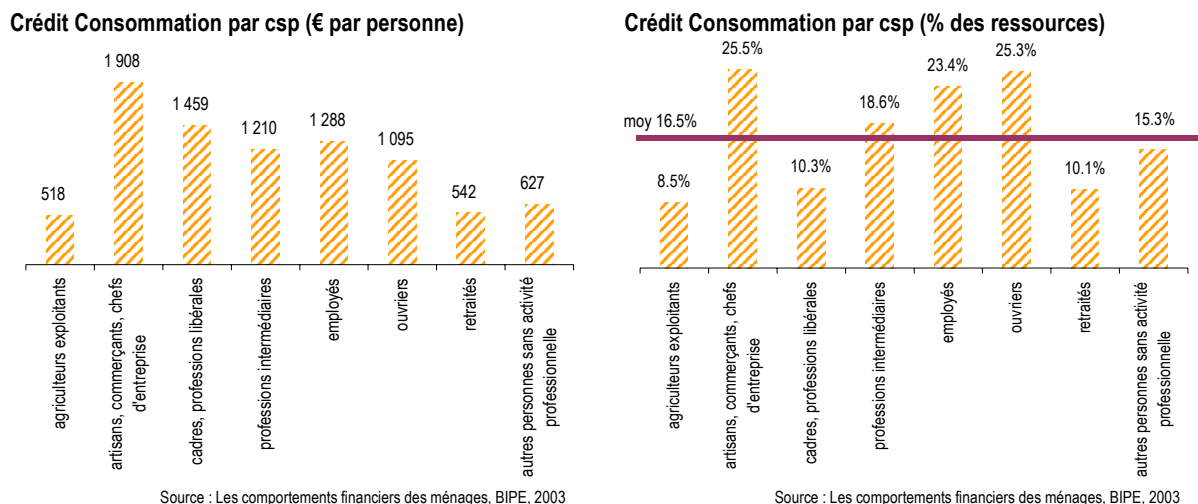 Crédit Consommation par csp (€ par personne)
1 908
1 459
1 210
1 288
1 095
518
542
627
agriculteurs exploitants
artisans, commerçants, chefs
d'entreprise
cadres, professions libérales
professions intermédiaires
employés
ouvriers
retraités
autres personnes sans activité
professionnelle
Source : Les comportements financiers des ménages, BIPE, 2003
Crédit Consommation par csp (% des ressources)
25.5%
25.3%
23.4%
18.6%
moy 16.5%
15.3%
10.3%
10.1%
8.5%
agriculteurs exploitants
artisans, commerçants, chefs
d'entreprise
cadres, professions libérales
professions intermédiaires
employés
ouvriers
retraités
autres personnes sans activité
professionnelle
Source : Les comportements financiers des ménages, BIPE, 2003